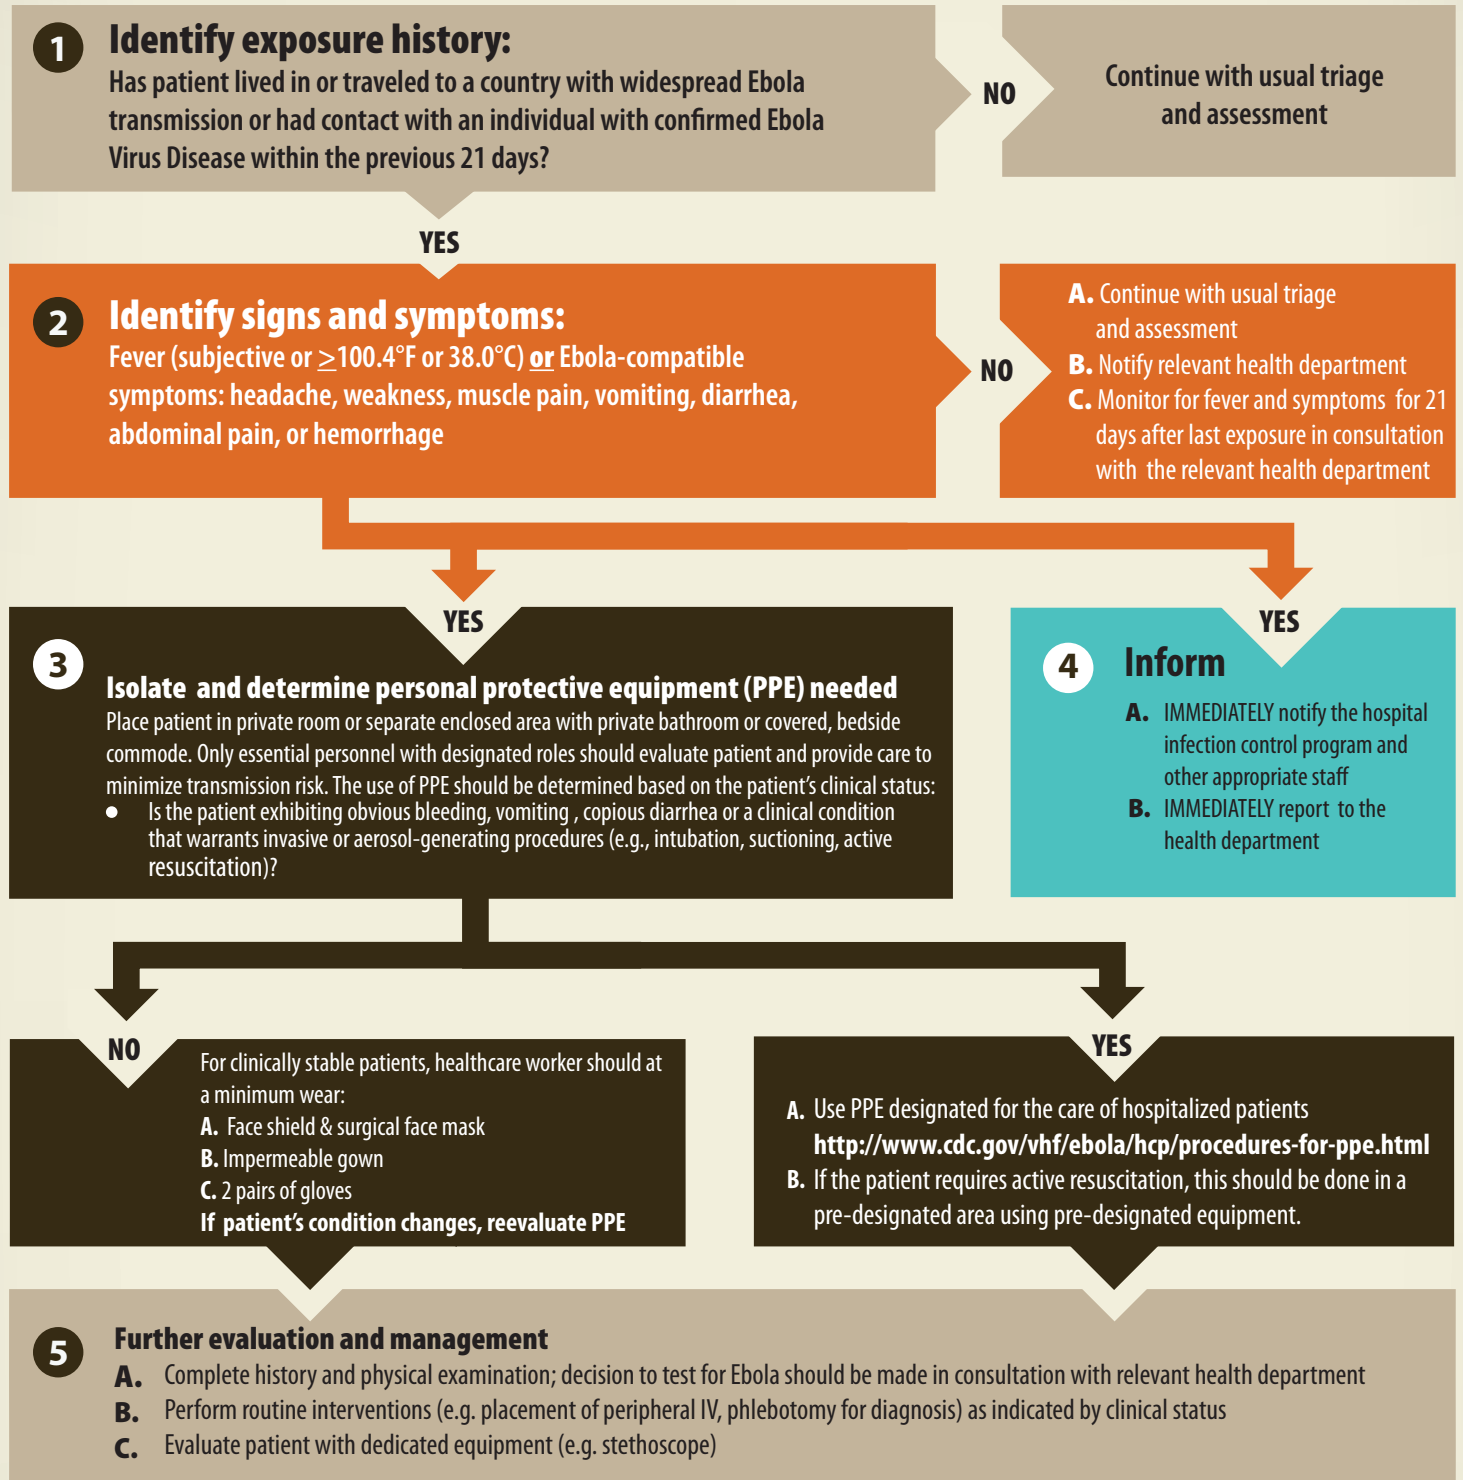 1
Identify exposure history:
Has patient lived in or traveled to a country with widespread Ebola
transmission or had contact with an individual with confirmed Ebola
Virus Disease within the previous 21 days?
NO
Continue with usual triage
and assessment
YES
2
Identify signs and symptoms:
Fever (subjective or >100.4°F or 38.0°C) or Ebola-compatible
symptoms: headache, weakness, muscle pain, vomiting, diarrhea,
abdominal pain, or hemorrhage
NO
A. Continue with usual triage
and assessment
B. Notify relevant health department
C. Monitor for fever and symptoms for 21
days after last exposure in consultation
with the relevant health department
YES
3
Isolate and determine personal protective equipment (PPE) needed
Place patient in private room or separate enclosed area with private bathroom or covered, bedside
commode. Only essential personnel with designated roles should evaluate patient and provide care to
minimize transmission risk. The use of PPE should be determined based on the patient's clinical status:
● Is the patient exhibiting obvious bleeding, vomiting , copious diarrhea or a clinical condition
that warrants invasive or aerosol-generating procedures (e.g., intubation, suctioning, active
resuscitation)?
YES
4
Inform
A. IMMEDIATELY notify the hospital
infection control program and
other appropriate staff
B. IMMEDIATELY report to the
health department
NO
For clinically stable patients, healthcare worker should at
a minimum wear:
A. Face shield & surgical face mask
B. Impermeable gown
C. 2 pairs of gloves
If patient's condition changes, reevaluate PPE
YES
A. Use PPE designated for the care of hospitalized patients
http://www.cdc.gov/vhf/ebola/hcp/procedures-for-ppe.html
B. If the patient requires active resuscitation, this should be done in a
pre-designated area using pre-designated equipment.
5
Further evaluation and management
A. Complete history and physical examination; decision to test for Ebola should be made in consultation with relevant health department
B. Perform routine interventions (e.g. placement of peripheral IV, phlebotomy for diagnosis) as indicated by clinical status
C. Evaluate patient with dedicated equipment (e.g. stethoscope)